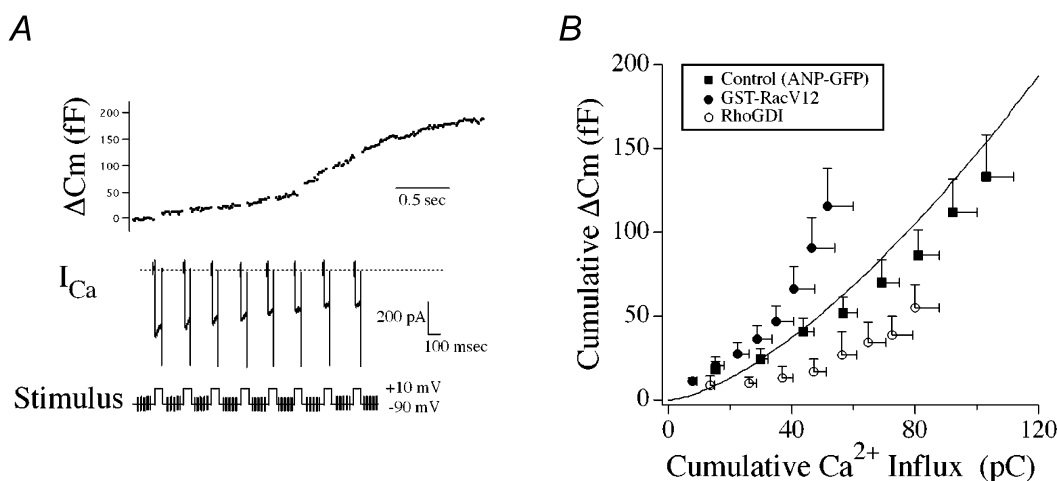 A
ΔCm (fF)
200
150
100
50
0
0.5 sec
I_Ca
200 pA
100 msec
Stimulus
+10 mV
-90 mV
B
Cumulative ΔCm (fF)
200
150
100
50
0
■ Control (ANP-GFP)
● GST-RacV12
○ RhoGDI
0 40 80 120
Cumulative Ca²⁺ Influx (pC)